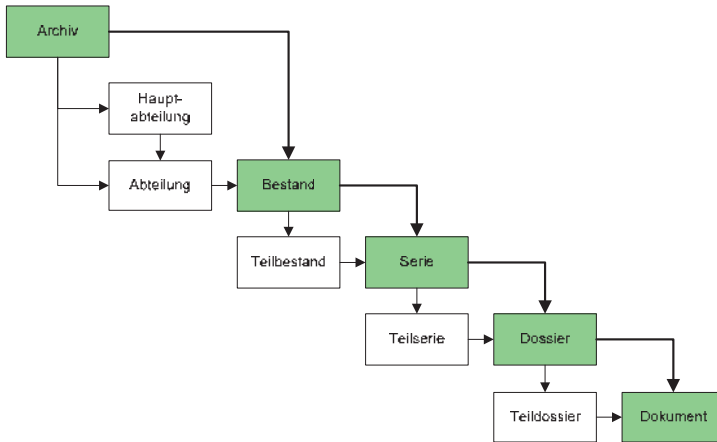 Archiv
Haupt-
abteilung
Abteilung
Bestand
Teilbestand
Serie
Teilserie
Dossier
Teildossier
Dokument